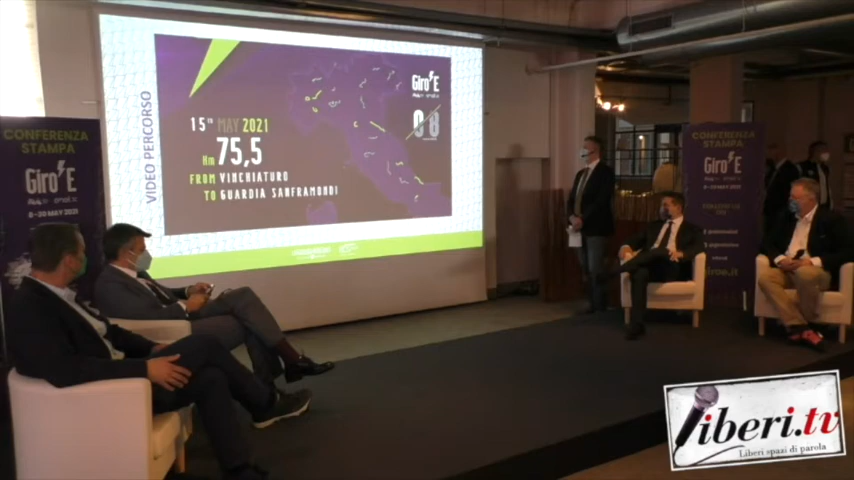 VIDEO PERCORSO
Giro E
15TH MAY 2021
08
Km 75,5
FROM VINCHIATURO
TO GUARDIA SANFRAMONDI
CONFERENZA
STAMPA
Giro E
8-29 MAY 2021
CONFERENZA
STAMPA
Giro E
giroe.it
liberi.tv
Liberi spazi di parola